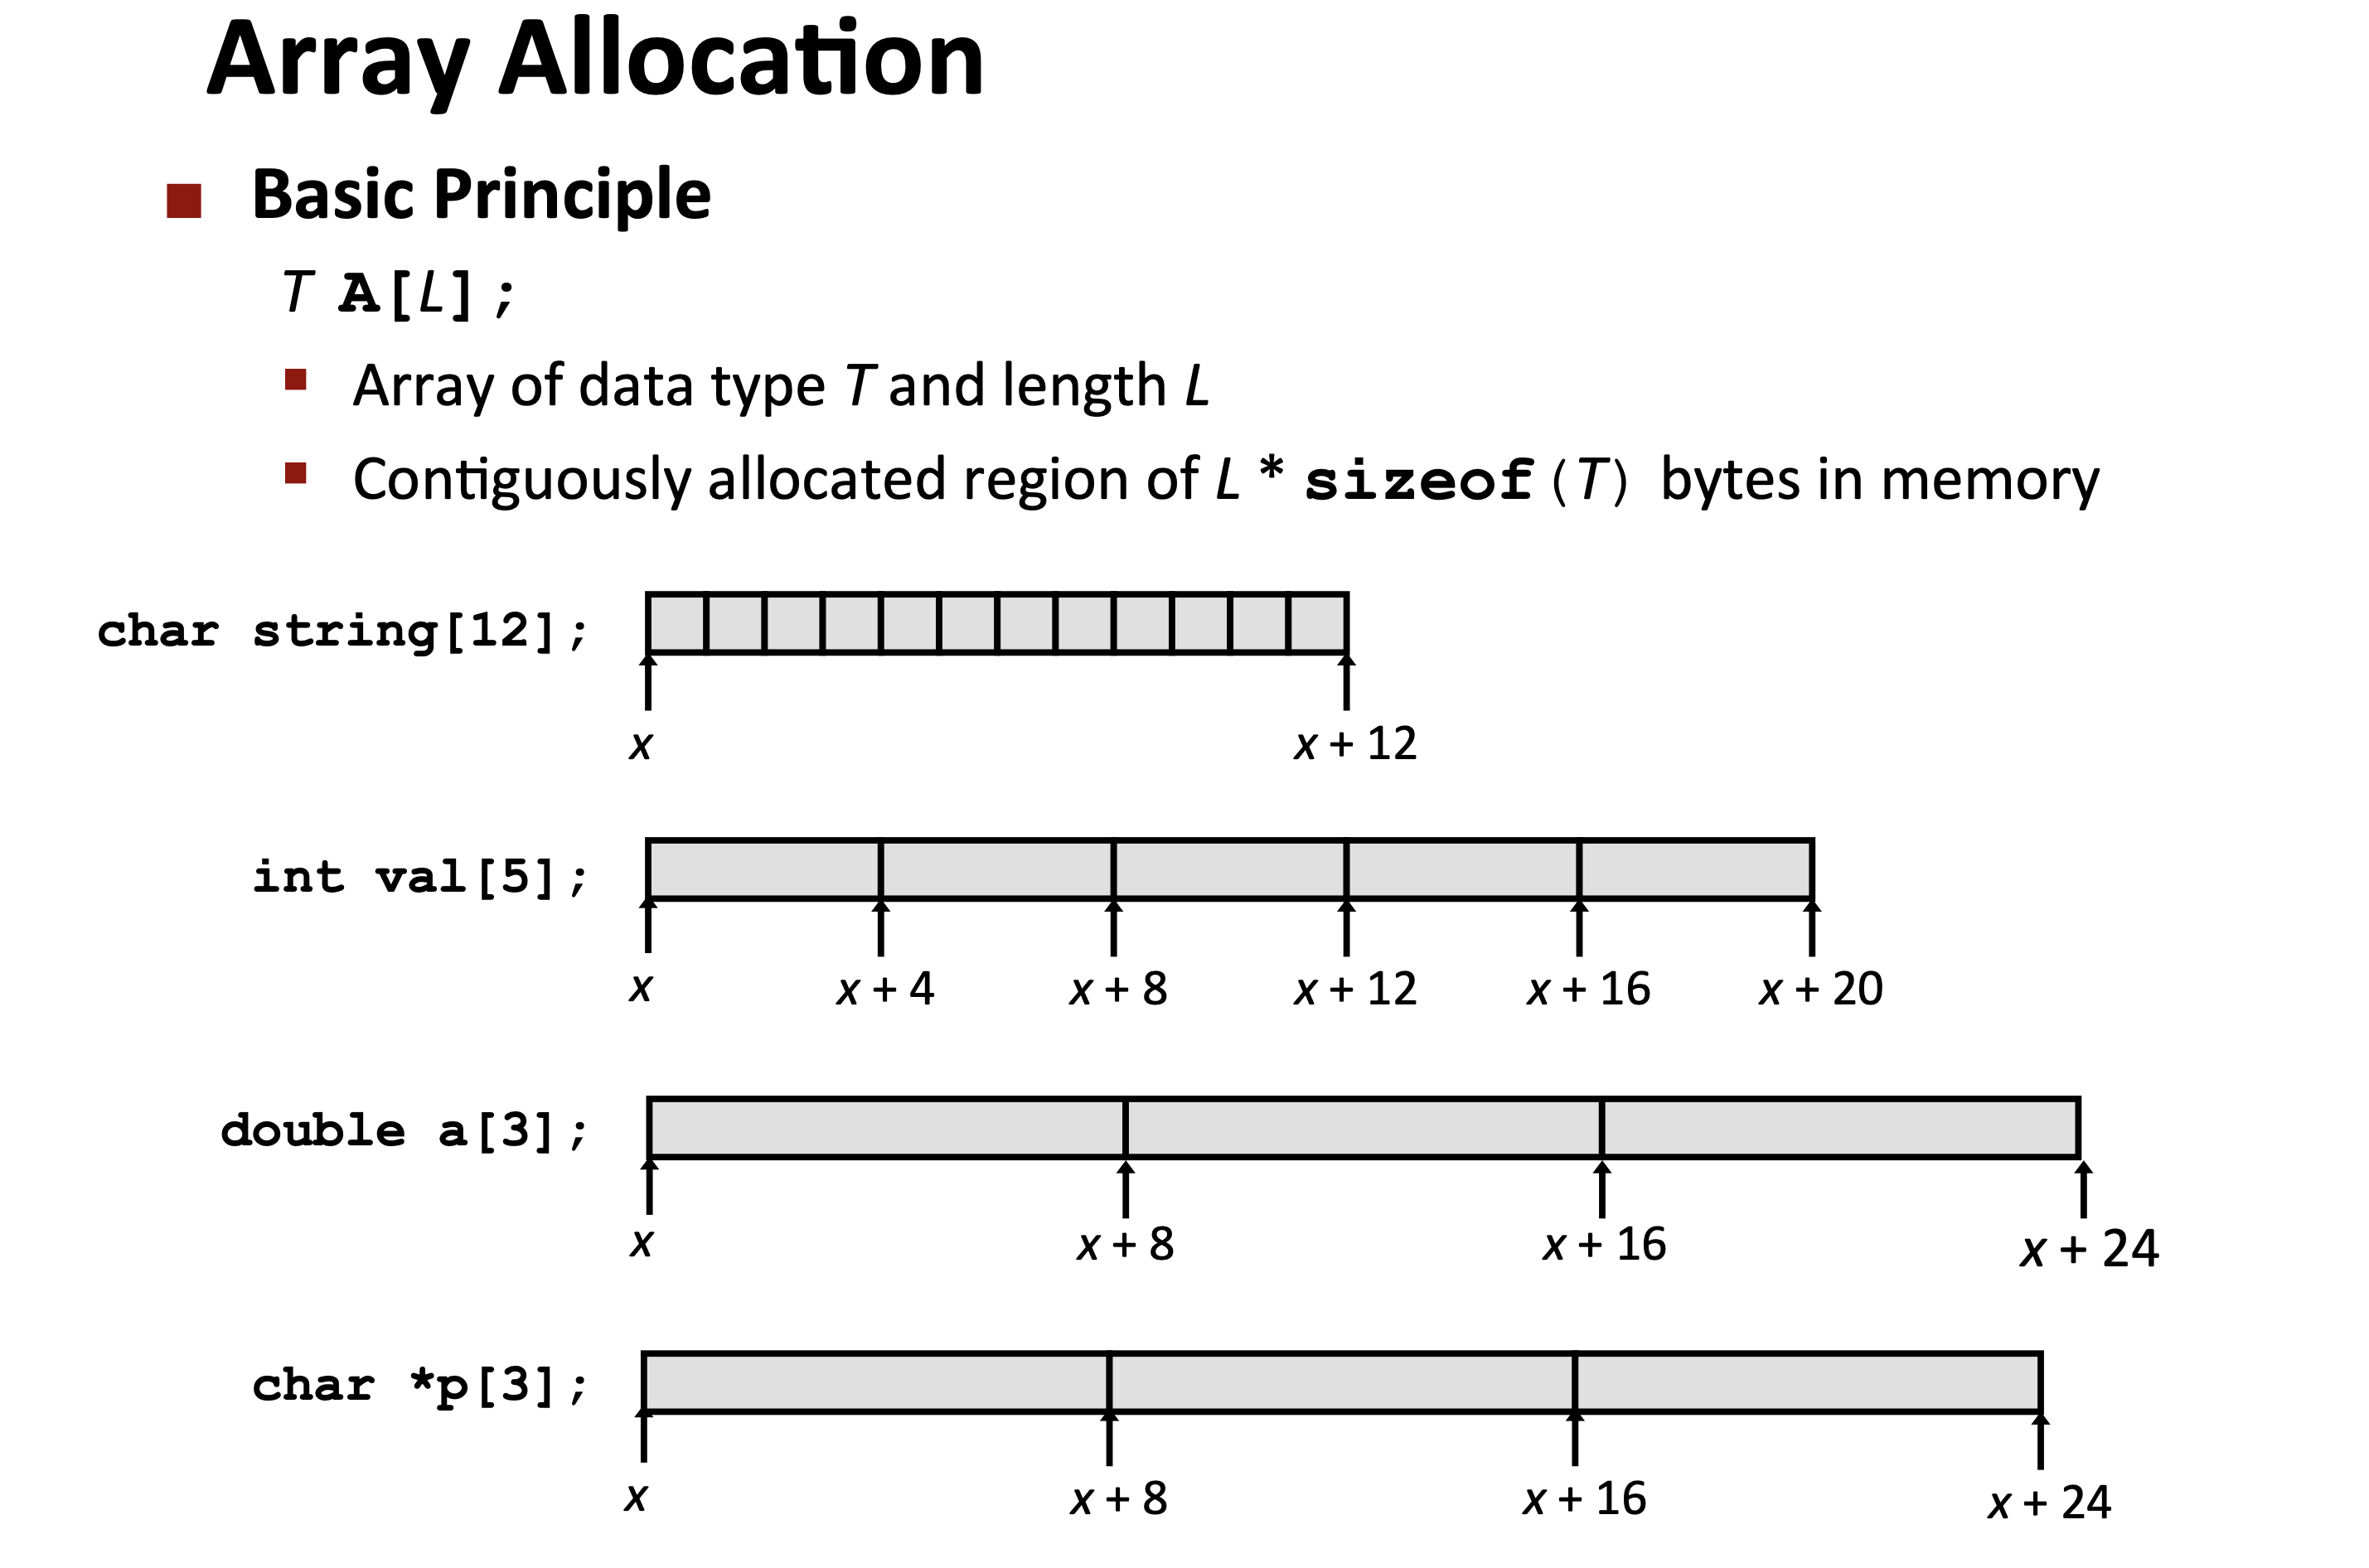 Array Allocation
Basic Principle
T A[L];
Array of data type T and length L
Contiguously allocated region of L * sizeof (T) bytes in memory
char string[12];
x x + 12
int val[5];
x x + 4 x + 8 x + 12 x + 16 x + 20
double a[3];
x x + 8 x + 16 x + 24
char *p[3];
x x + 8 x + 16 x + 24